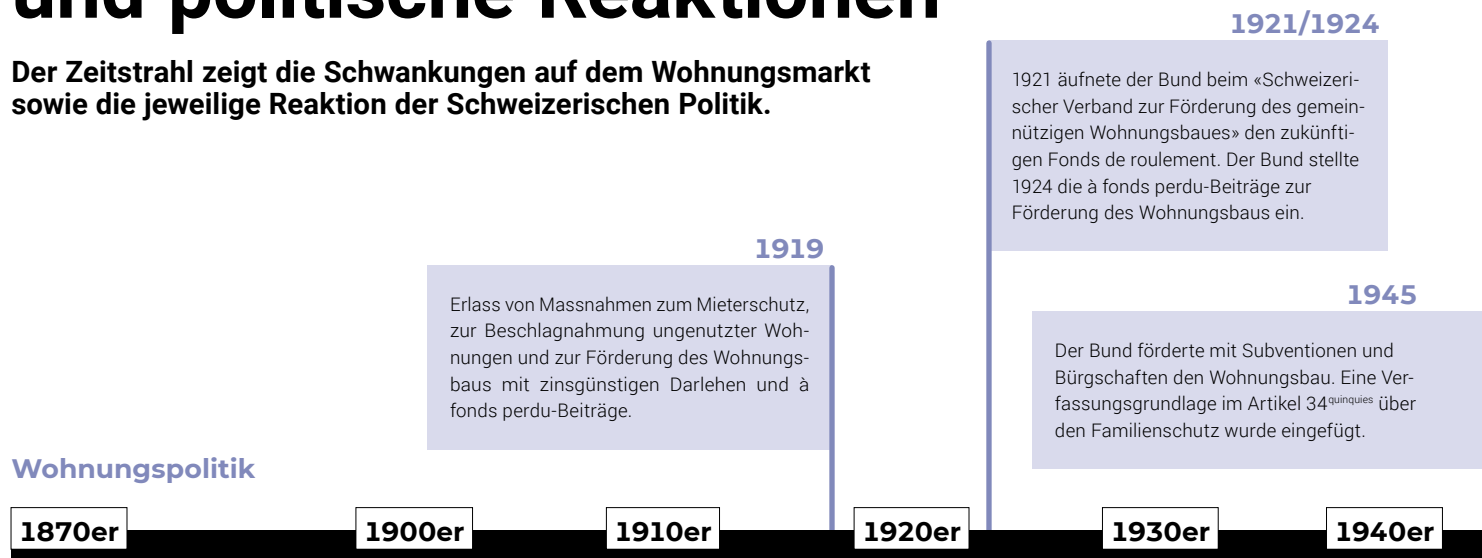 und politische Reaktionen
Der Zeitstrahl zeigt die Schwankungen auf dem Wohnungsmarkt
sowie die jeweilige Reaktion der Schweizerischen Politik.
1921/1924
1921 äufnete der Bund beim «Schweizeri-
scher Verband zur Förderung des gemein-
nützigen Wohnungsbaues» den zukünfti-
gen Fonds de roulement. Der Bund stellte
1924 die à fonds perdu-Beiträge zur
Förderung des Wohnungsbaus ein.
1919
Erlass von Massnahmen zum Mieterschutz,
zur Beschlagnahmung ungenutzter Woh-
nungen und zur Förderung des Wohnungs-
baus mit zinsgünstigen Darlehen und à
fonds perdu-Beiträge.
1945
Der Bund förderte mit Subventionen und
Bürgschaften den Wohnungsbau. Eine Ver-
fassungsgrundlage im Artikel 34quinquies über
den Familienschutz wurde eingefügt.
Wohnungspolitik
1870er 1900er 1910er 1920er 1930er 1940er